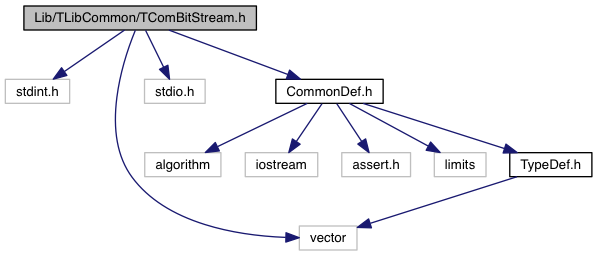 Lib/TLibCommon/TComBitStream.h
stdint.h
stdio.h
CommonDef.h
algorithm
iostream
assert.h
limits
TypeDef.h
vector